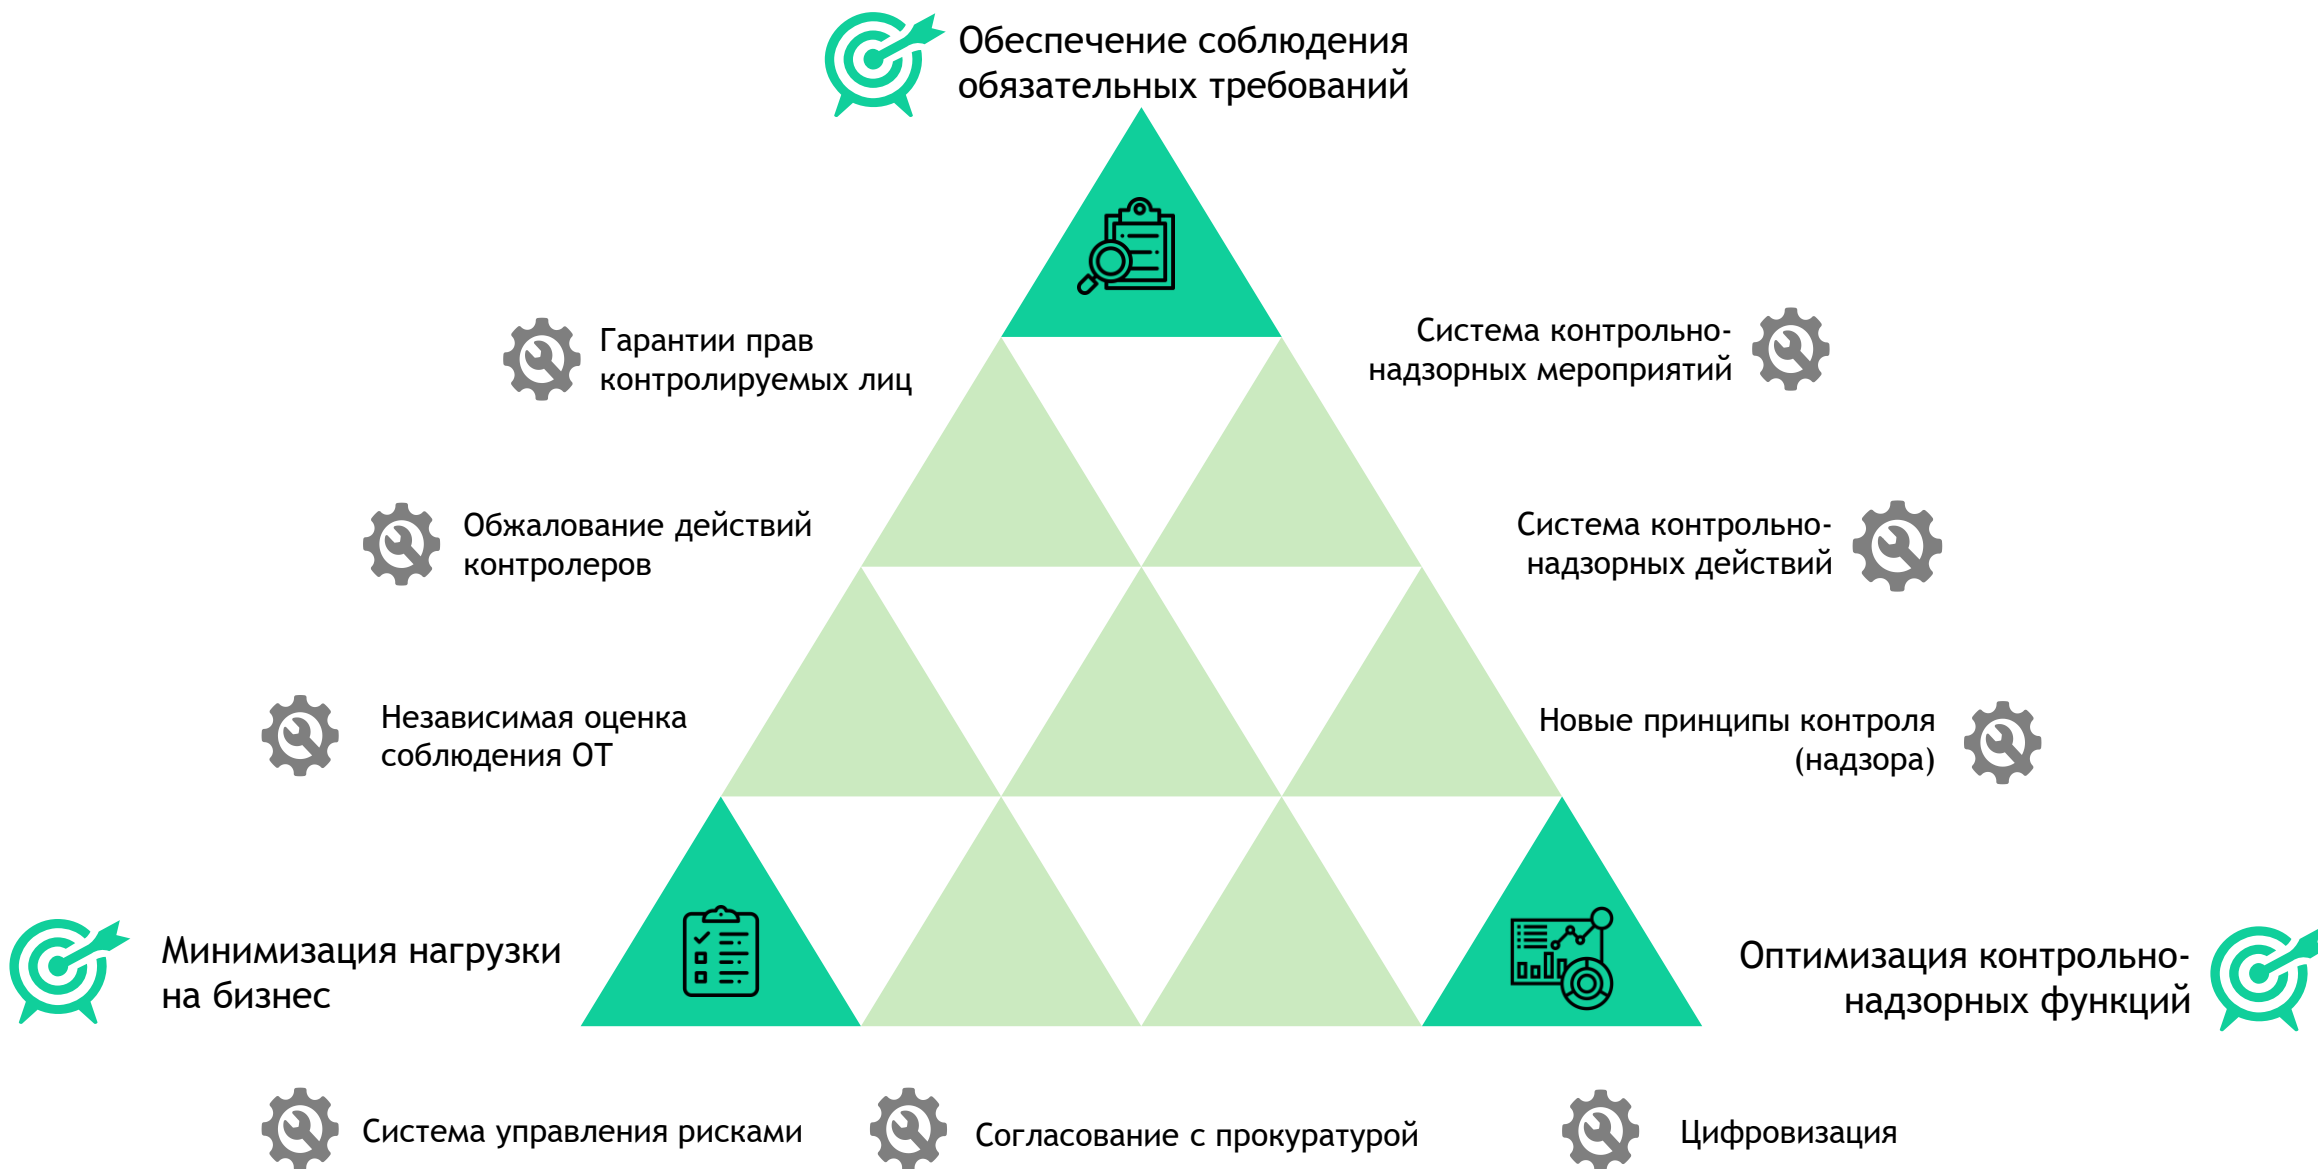 Обеспечение соблюдения
обязательных требований
Гарантии прав
контролируемых лиц
Система контрольно-
надзорных мероприятий
Обжалование действий
контролеров
Система контрольно-
надзорных действий
Независимая оценка
соблюдения ОТ
Новые принципы контроля
(надзора)
Минимизация нагрузки
на бизнес
Оптимизация контрольно-
надзорных функций
Система управления рисками
Согласование с прокуратурой
Цифровизация